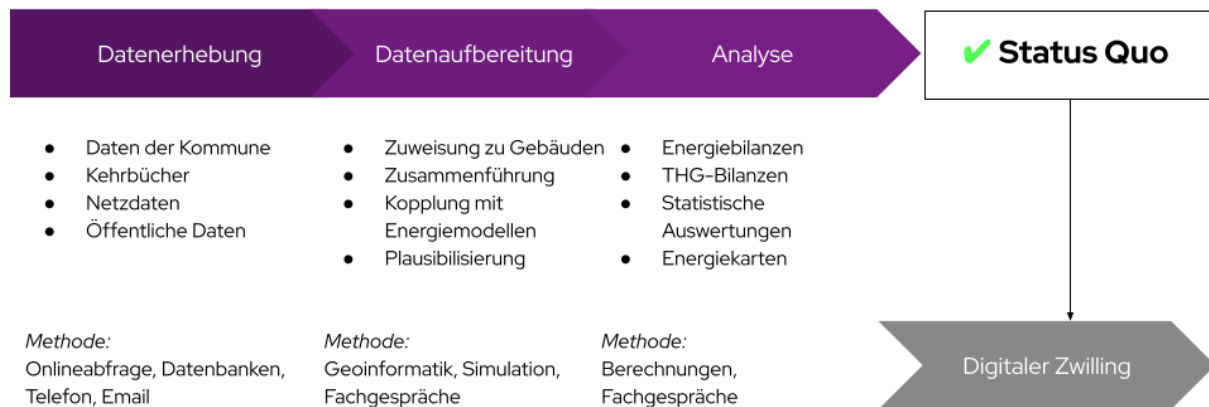 Datenerhebung
Datenaufbereitung
Analyse
✔ Status Quo
● Daten der Kommune
● Kehrbücher
● Netzdaten
● Öffentliche Daten
● Zuweisung zu Gebäuden
● Zusammenführung
● Kopplung mit
Energiemodellen
● Plausibilisierung
● Energiebilanzen
● THG-Bilanzen
● Statistische
Auswertungen
● Energiekarten
Methode:
Onlineabfrage, Datenbanken,
Telefon, Email
Methode:
Geoinformatik, Simulation,
Fachgespräche
Methode:
Berechnungen,
Fachgespräche
Digitaler Zwilling